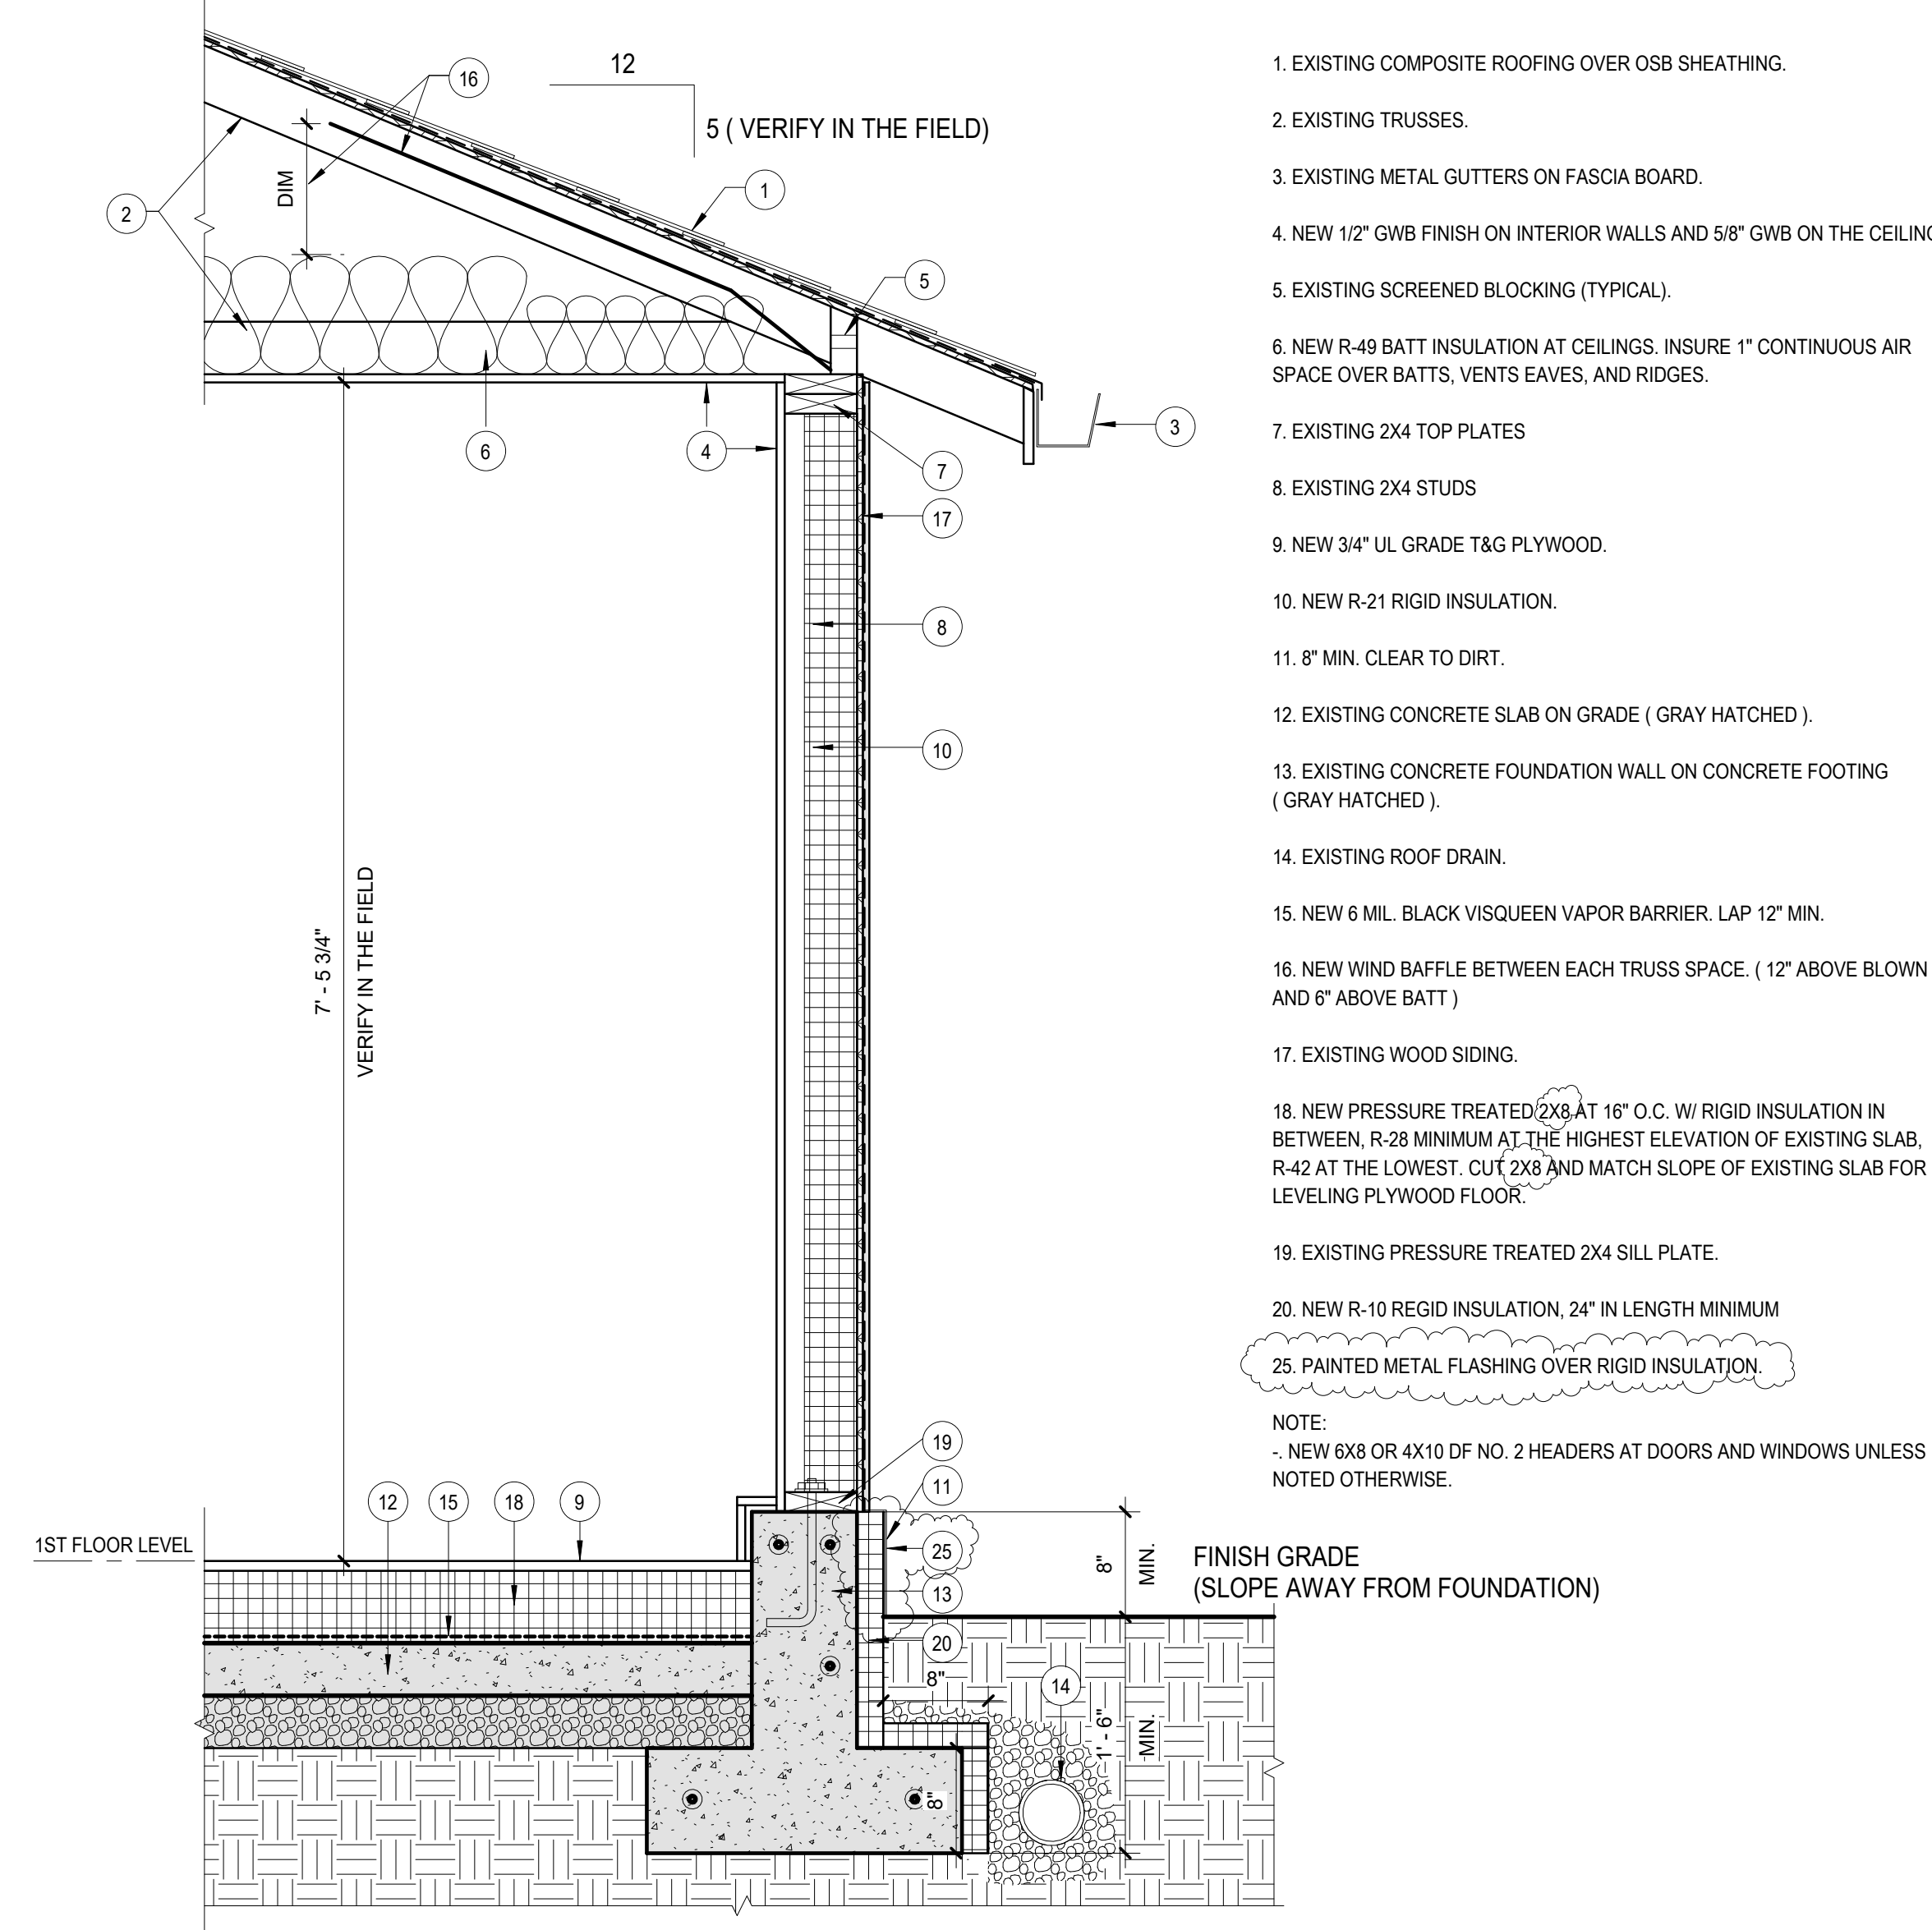 12
5 ( VERIFY IN THE FIELD)
16
DIM
2
1
5
3
6
4
7
17
8
10
7' - 5 3/4"
VERIFY IN THE FIELD
19
11
12
15
18
9
1ST FLOOR LEVEL
25
13
20
14
8"
MIN.
FINISH GRADE
(SLOPE AWAY FROM FOUNDATION)
8"
1' - 6"
MIN.
8"
1. EXISTING COMPOSITE ROOFING OVER OSB SHEATHING.
2. EXISTING TRUSSES.
3. EXISTING METAL GUTTERS ON FASCIA BOARD.
4. NEW 1/2" GWB FINISH ON INTERIOR WALLS AND 5/8" GWB ON THE
5. EXISTING SCREENED BLOCKING (TYPICAL).
6. NEW R-49 BATT INSULATION AT CEILINGS. INSURE 1" CONTINUOUS AIR
SPACE OVER BATTS, VENTS EAVES, AND RIDGES.
7. EXISTING 2X4 TOP PLATES
8. EXISTING 2X4 STUDS
9. NEW 3/4" UL GRADE T&G PLYWOOD.
10. NEW R-21 RIGID INSULATION.
11. 8" MIN. CLEAR TO DIRT.
12. EXISTING CONCRETE SLAB ON GRADE ( GRAY HATCHED ).
13. EXISTING CONCRETE FOUNDATION WALL ON CONCRETE FOOTING
( GRAY HATCHED ).
14. EXISTING ROOF DRAIN.
15. NEW 6 MIL. BLACK VISQUEEN VAPOR BARRIER. LAP 12" MIN.
16. NEW WIND BAFFLE BETWEEN EACH TRUSS SPACE. ( 12" ABOVE BLOWN
AND 6" ABOVE BATT )
17. EXISTING WOOD SIDING.
18. NEW PRESSURE TREATED 2X8 AT 16" O.C. W/ RIGID INSULATION IN
BETWEEN, R-28 MINIMUM AT THE HIGHEST ELEVATION OF EXISTING SLAB,
R-42 AT THE LOWEST. CUT 2X8 AND MATCH SLOPE OF EXISTING SLAB FOR
LEVELING PLYWOOD FLOOR.
19. EXISTING PRESSURE TREATED 2X4 SILL PLATE.
20. NEW R-10 REGID INSULATION, 24" IN LENGTH MINIMUM
25. PAINTED METAL FLASHING OVER RIGID INSULATION.
NOTE:
-. NEW 6X8 OR 4X10 DF NO. 2 HEADERS AT DOORS AND WINDOWS UNLESS
NOTED OTHERWISE.